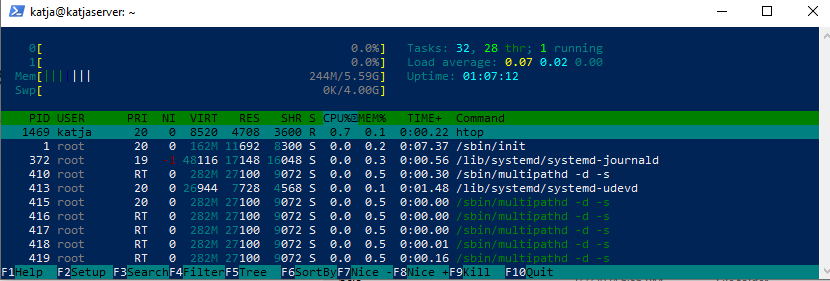 katja@katjaserver: ~
0[ 0.0%] Tasks: 32, 28 thr; 1 running
1[ 0.0%] Load average: 0.07 0.02 0.00
Mem[||| ||| 244M/5.59G] Uptime: 01:07:12
Swp[ 0K/4.00G]
PID USER PRI NI VIRT RES SHR S CPU% MEM% TIME+ Command
1469 katja 20 0 8520 4708 3600 R 0.7 0.1 0:00.22 htop
1 root 20 0 162M 11692 8300 S 0.0 0.2 0:07.37 /sbin/init
372 root 19 -1 48116 17148 16048 S 0.0 0.3 0:00.56 /lib/systemd/systemd-journald
410 root RT 0 282M 27100 9072 S 0.0 0.5 0:00.30 /sbin/multipathd -d -s
413 root 20 0 26944 7728 4568 S 0.0 0.1 0:01.48 /lib/systemd/systemd-udevd
415 root 20 0 282M 27100 9072 S 0.0 0.5 0:00.00 /sbin/multipathd -d -s
416 root RT 0 282M 27100 9072 S 0.0 0.5 0:00.00 /sbin/multipathd -d -s
417 root RT 0 282M 27100 9072 S 0.0 0.5 0:00.00 /sbin/multipathd -d -s
418 root RT 0 282M 27100 9072 S 0.0 0.5 0:00.01 /sbin/multipathd -d -s
419 root RT 0 282M 27100 9072 S 0.0 0.5 0:00.16 /sbin/multipathd -d -s
F1Help F2Setup F3SearchF4FilterF5Tree F6SortByF7Nice -F8Nice +F9Kill F10Quit